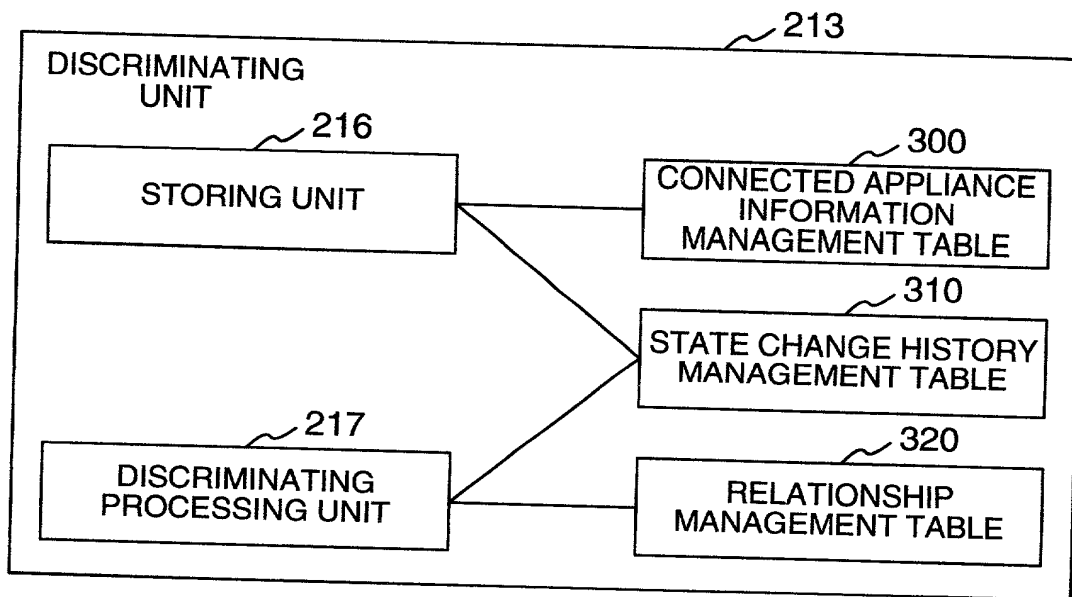 213
DISCRIMINATING
UNIT
216
STORING UNIT
300
CONNECTED APPLIANCE
INFORMATION
MANAGEMENT TABLE
310
STATE CHANGE HISTORY
MANAGEMENT TABLE
217
DISCRIMINATING
PROCESSING UNIT
320
RELATIONSHIP
MANAGEMENT TABLE